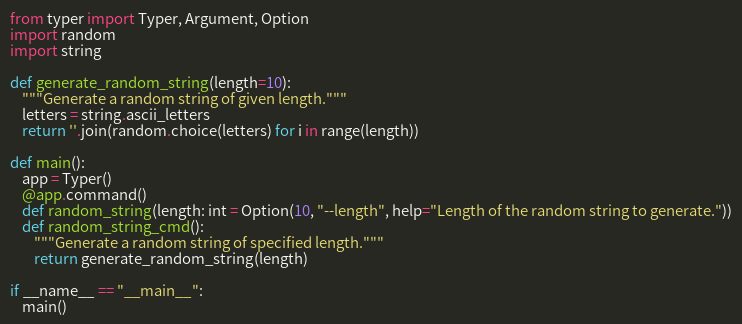 from typer import Typer, Argument, Option
import random
import string

def generate_random_string(length=10):
    """Generate a random string of given length."""
    letters = string.ascii_letters
    return ''.join(random.choice(letters) for i in range(length))

def main():
    app = Typer()
    @app.command()
    def random_string(length: int = Option(10, "--length", help="Length of the random string to generate."))
    def random_string_cmd():
        """Generate a random string of specified length."""
        return generate_random_string(length)

if __name__ == "__main__":
    main()